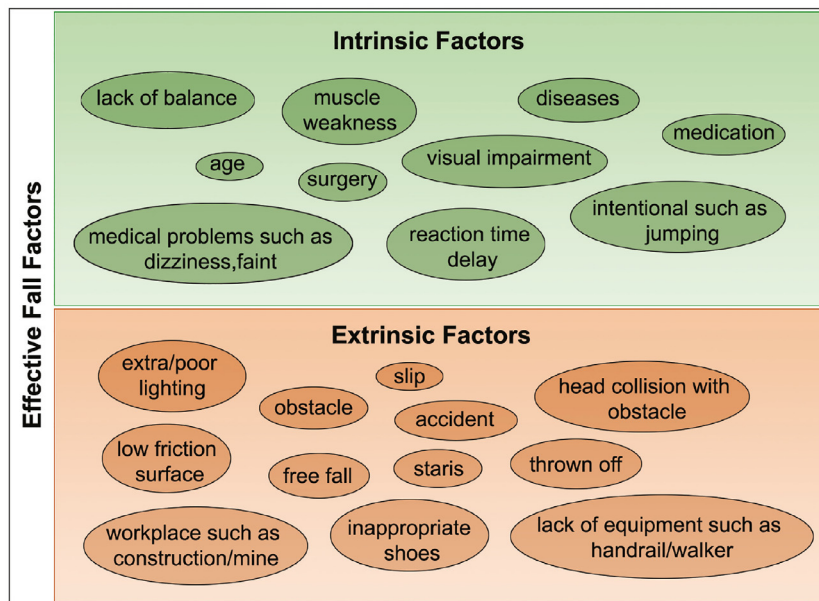 Effective Fall Factors
Intrinsic Factors
lack of balance
muscle
weakness
diseases
medication
age
surgery
visual impairment
medical problems such as
dizziness,faint
reaction time
delay
intentional such as
jumping
Extrinsic Factors
extra/poor
lighting
slip
obstacle
accident
head collision with
obstacle
low friction
surface
free fall
staris
thrown off
workplace such as
construction/mine
inappropriate
shoes
lack of equipment such as
handrail/walker